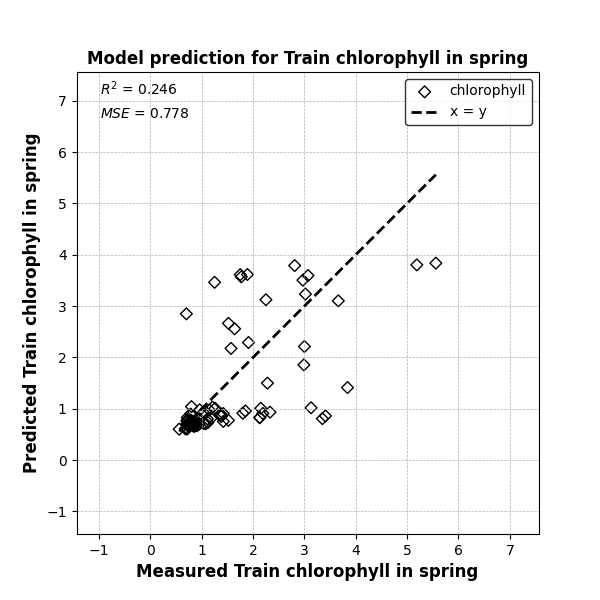 Model prediction for Train chlorophyll in spring
R² = 0.246
MSE = 0.778
chlorophyll
x = y
Predicted Train chlorophyll in spring
7
6
5
4
3
2
1
0
−1
−1 0 1 2 3 4 5 6 7
Measured Train chlorophyll in spring